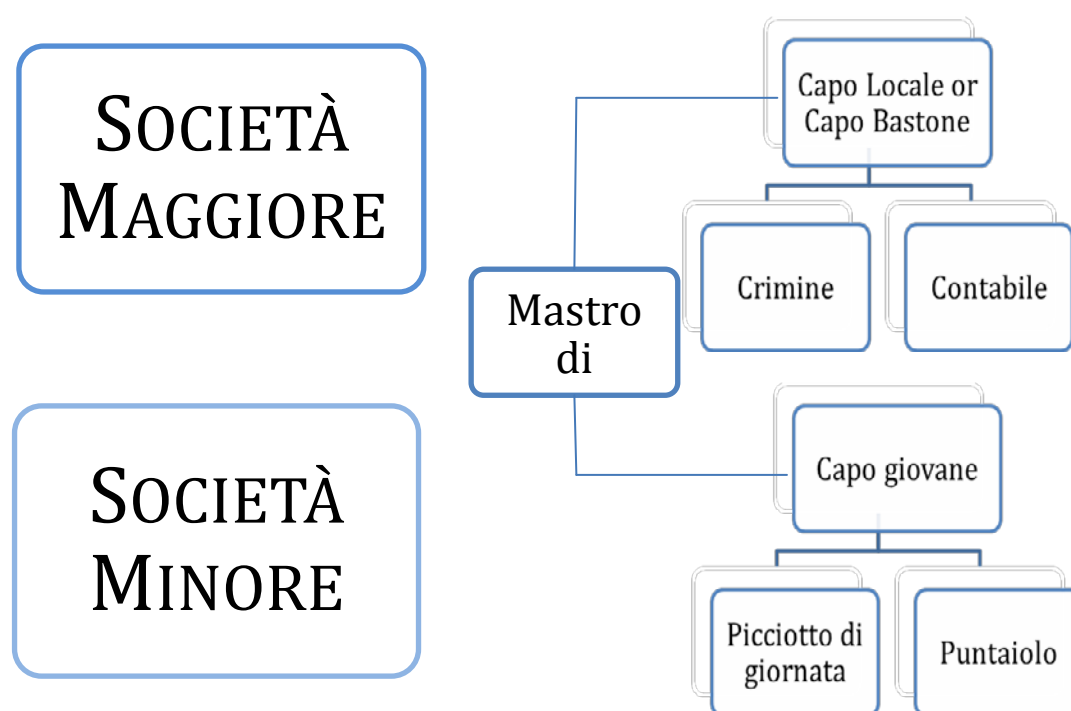 SOCIETÀ
MAGGIORE
Capo Locale or
Capo Bastone
Crimine
Contabile
Mastro
di
SOCIETÀ
MINORE
Capo giovane
Picciotto di
giornata
Puntaiolo